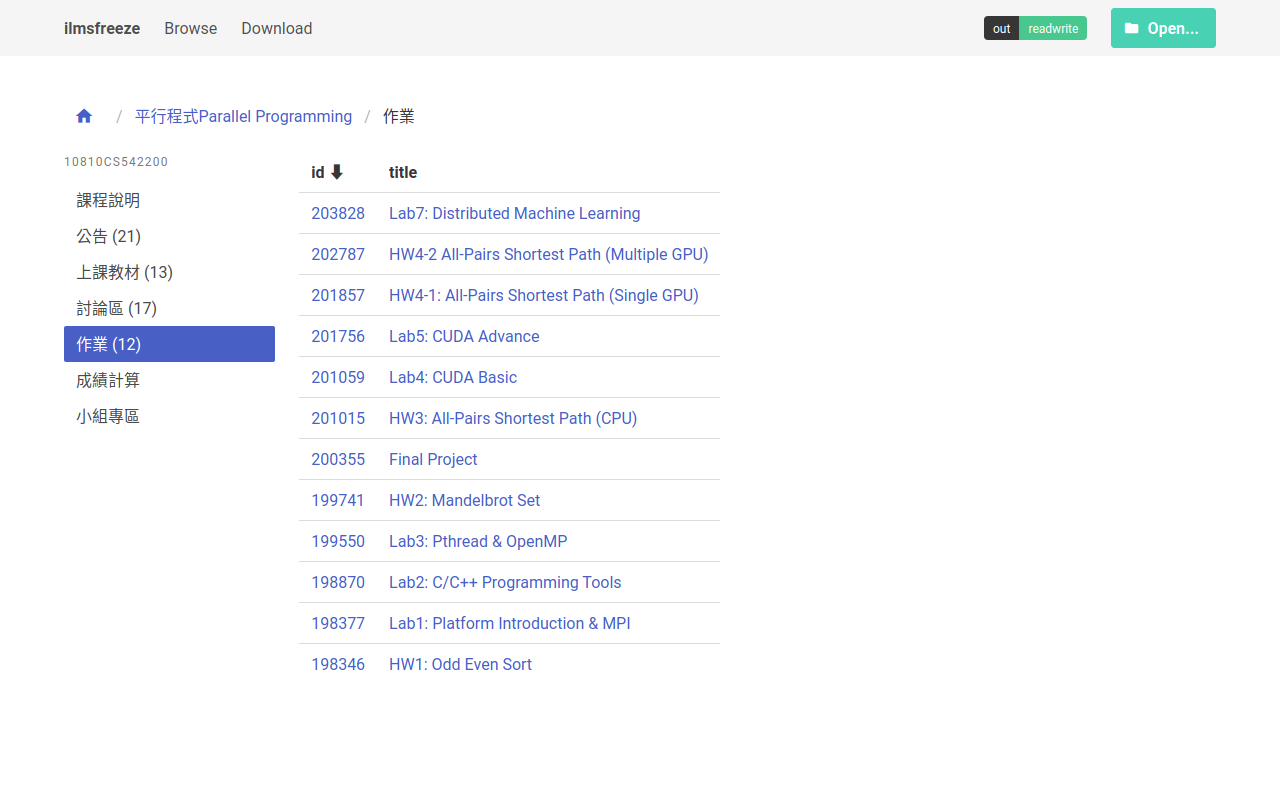 ilmsfreeze Browse Download out readwrite Open...
/ 平行程式Parallel Programming / 作業
10810CS542200
課程說明
公告 (21)
上課教材 (13)
討論區 (17)
作業 (12)
成績計算
小組專區
id title
203828 Lab7: Distributed Machine Learning
202787 HW4-2 All-Pairs Shortest Path (Multiple GPU)
201857 HW4-1: All-Pairs Shortest Path (Single GPU)
201756 Lab5: CUDA Advance
201059 Lab4: CUDA Basic
201015 HW3: All-Pairs Shortest Path (CPU)
200355 Final Project
199741 HW2: Mandelbrot Set
199550 Lab3: Pthread & OpenMP
198870 Lab2: C/C++ Programming Tools
198377 Lab1: Platform Introduction & MPI
198346 HW1: Odd Even Sort